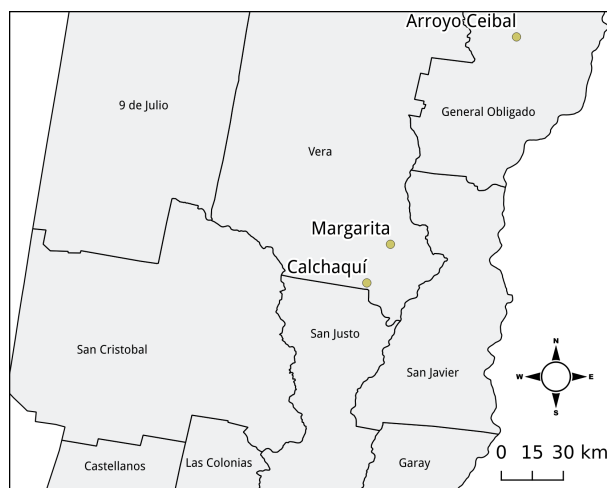 Arroyo Ceibal
9 de Julio
General Obligado
Vera
Margarita
Calchaquí
San Justo
San Cristobal
San Javier
N
W E
S
0 15 30 km
Castellanos
Las Colonias
Garay